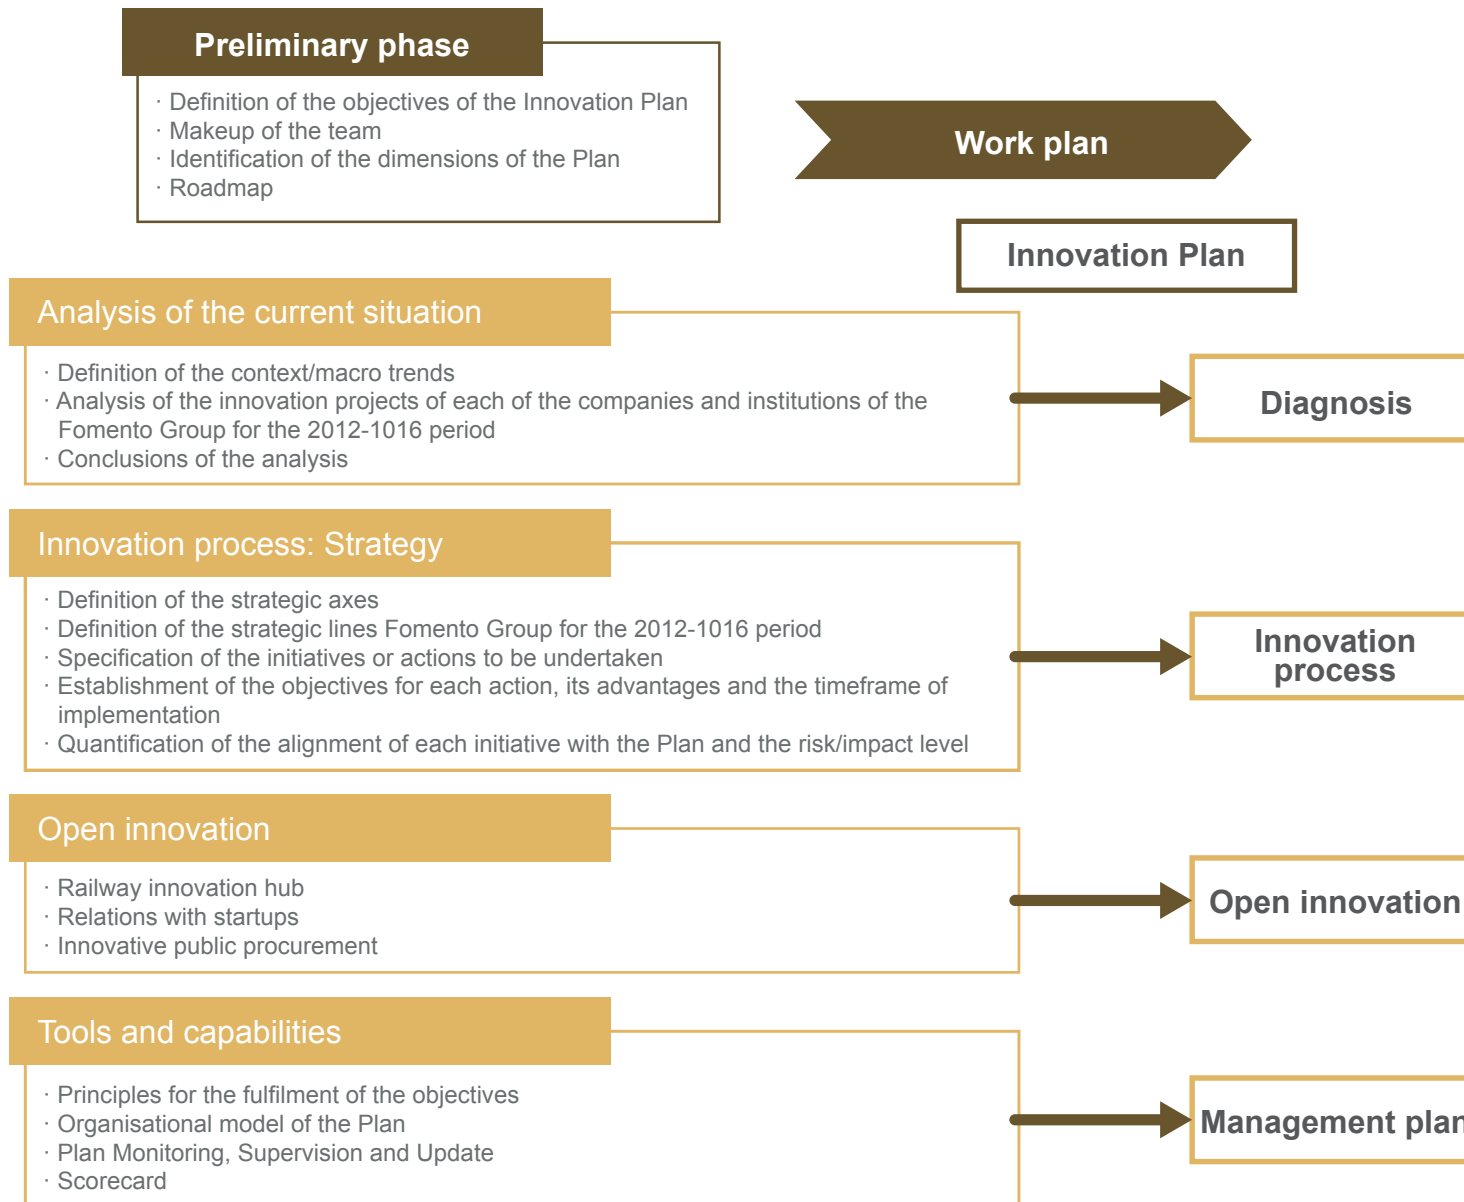 Preliminary phase
· Definition of the objectives of the Innovation Plan
· Makeup of the team
· Identification of the dimensions of the Plan
· Roadmap
Work plan
Innovation Plan
Analysis of the current situation
· Definition of the context/macro trends
· Analysis of the innovation projects of each of the companies and institutions of the
Fomento Group for the 2012-1016 period
· Conclusions of the analysis
Diagnosis
Innovation process: Strategy
· Definition of the strategic axes
· Definition of the strategic lines Fomento Group for the 2012-1016 period
· Specification of the initiatives or actions to be undertaken
· Establishment of the objectives for each action, its advantages and the timeframe of
implementation
· Quantification of the alignment of each initiative with the Plan and the risk/impact level
Innovation
process
Open innovation
· Railway innovation hub
· Relations with startups
· Innovative public procurement
Open innovation
Tools and capabilities
· Principles for the fulfilment of the objectives
· Organisational model of the Plan
· Plan Monitoring, Supervision and Update
· Scorecard
Management plan